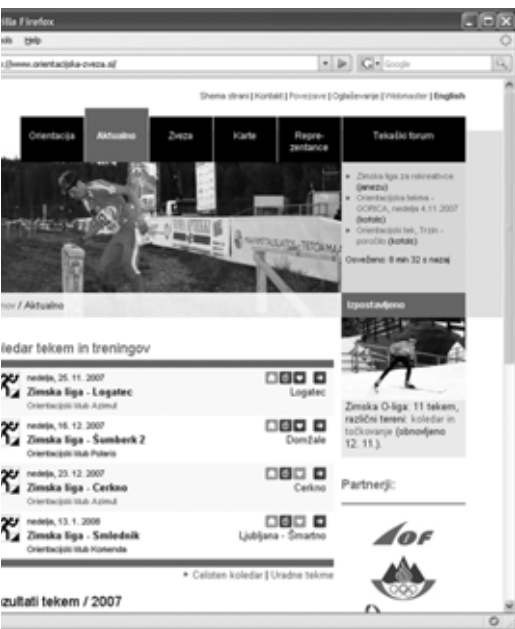 illa Firefox
ols Help
://www.orientacijska-zveza.si/
Google
Shema strani | Kontakt | Povezave | Oglaševanje | Webmaster | English
Orientacija
Aktualno
Zveza
Karte
Repre-
zentance
Tekaški forum
Zimska liga za rekreativce
(janezu)
Orientacijska tekma -
GORICA, nedelja 4.11.2007
(kotols)
Orientacijski tek, Trzin -
poročilo (kotols)
Osveženo: 8 min 32 s nazaj
nov / Aktualno
Izpostavljeno
Zimska O-liga: 11 tekem,
različni tereni: koledar in
točkovanje (obnovljeno
12. 11.).
ledar tekem in treningov
nedelja, 25. 11. 2007
Zimska liga - Logatec
Logatec
Orientacijski klub Azimut
nedelja, 16. 12. 2007
Zimska liga - Šumberk 2
Domžale
Orientacijski klub Polaris
nedelja, 23. 12. 2007
Zimska liga - Cerkno
Cerkno
Orientacijski klub Azimut
nedelja, 13. 1. 2008
Zimska liga - Smlednik
Ljubljana - Šmartno
Orientacijski klub Komenda
Celoten koledar | Uradne tekme
zultati tekem / 2007
Partnerji:
IOF